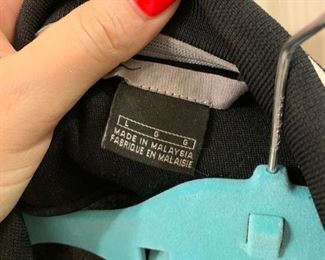 L G G
MADE IN MALAYSIA
FABRIQUE EN MALAISIE